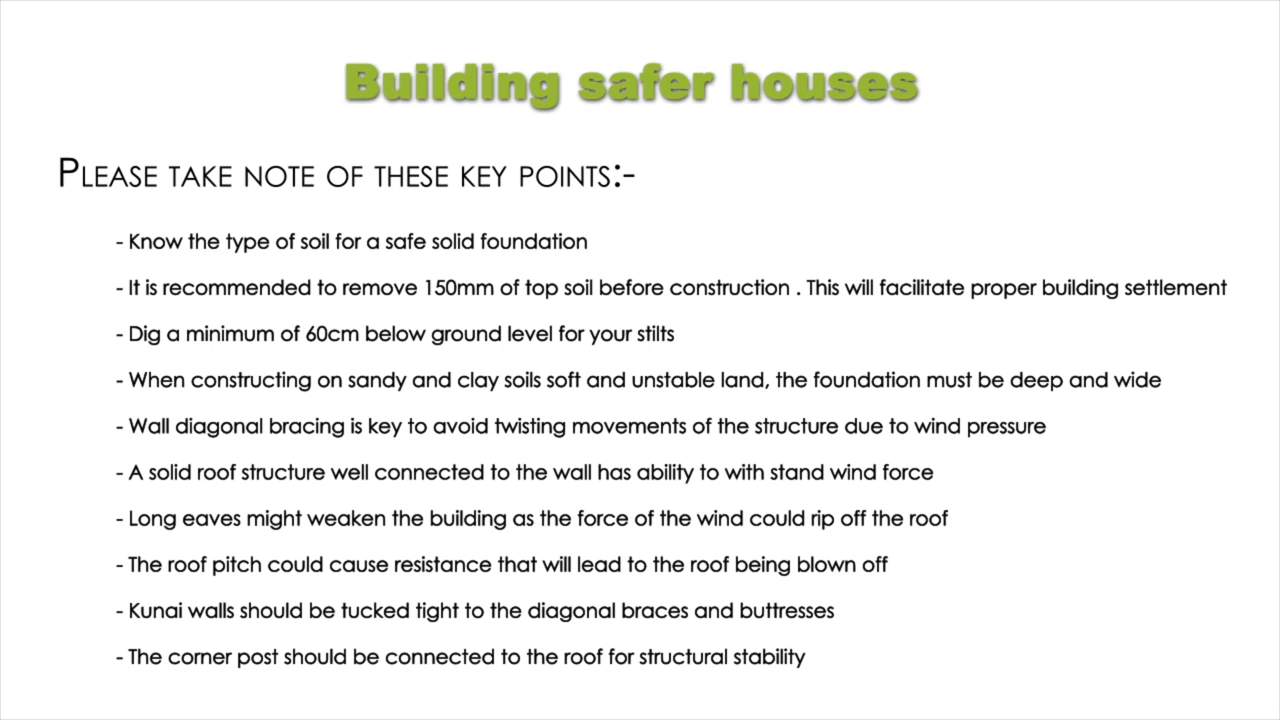 Building safer houses
Please take note of these key points:-
- Know the type of soil for a safe solid foundation
- It is recommended to remove 150mm of top soil before construction . This will facilitate proper building settlement
- Dig a minimum of 60cm below ground level for your stilts
- When constructing on sandy and clay soils soft and unstable land, the foundation must be deep and wide
- Wall diagonal bracing is key to avoid twisting movements of the structure due to wind pressure
- A solid roof structure well connected to the wall has ability to with stand wind force
- Long eaves might weaken the building as the force of the wind could rip off the roof
- The roof pitch could cause resistance that will lead to the roof being blown off
- Kunai walls should be tucked tight to the diagonal braces and buttresses
- The corner post should be connected to the roof for structural stability